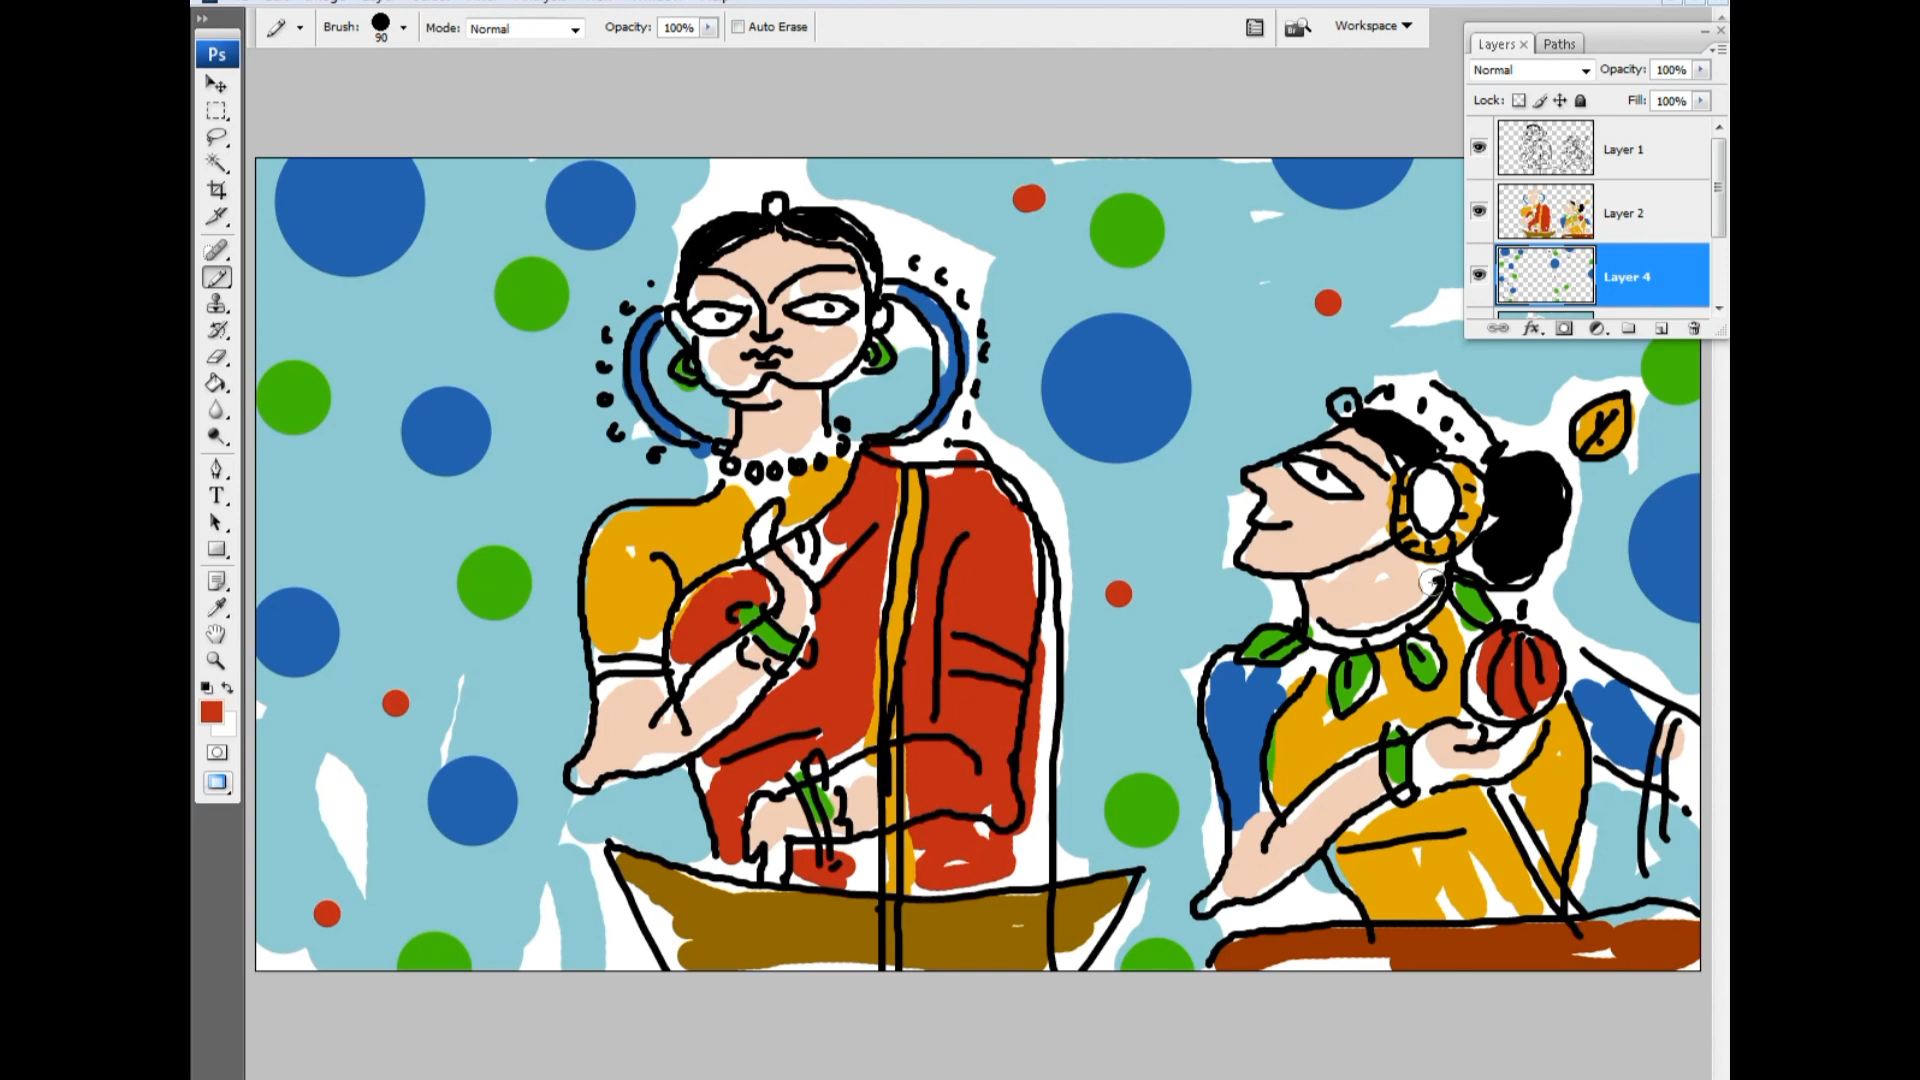 Brush: 90 Mode: Normal Opacity: 100% Auto Erase Workspace
Ps
Layers Paths
Normal Opacity: 100%
Lock: Fill: 100%
Layer 1
Layer 2
Layer 4
fx
T